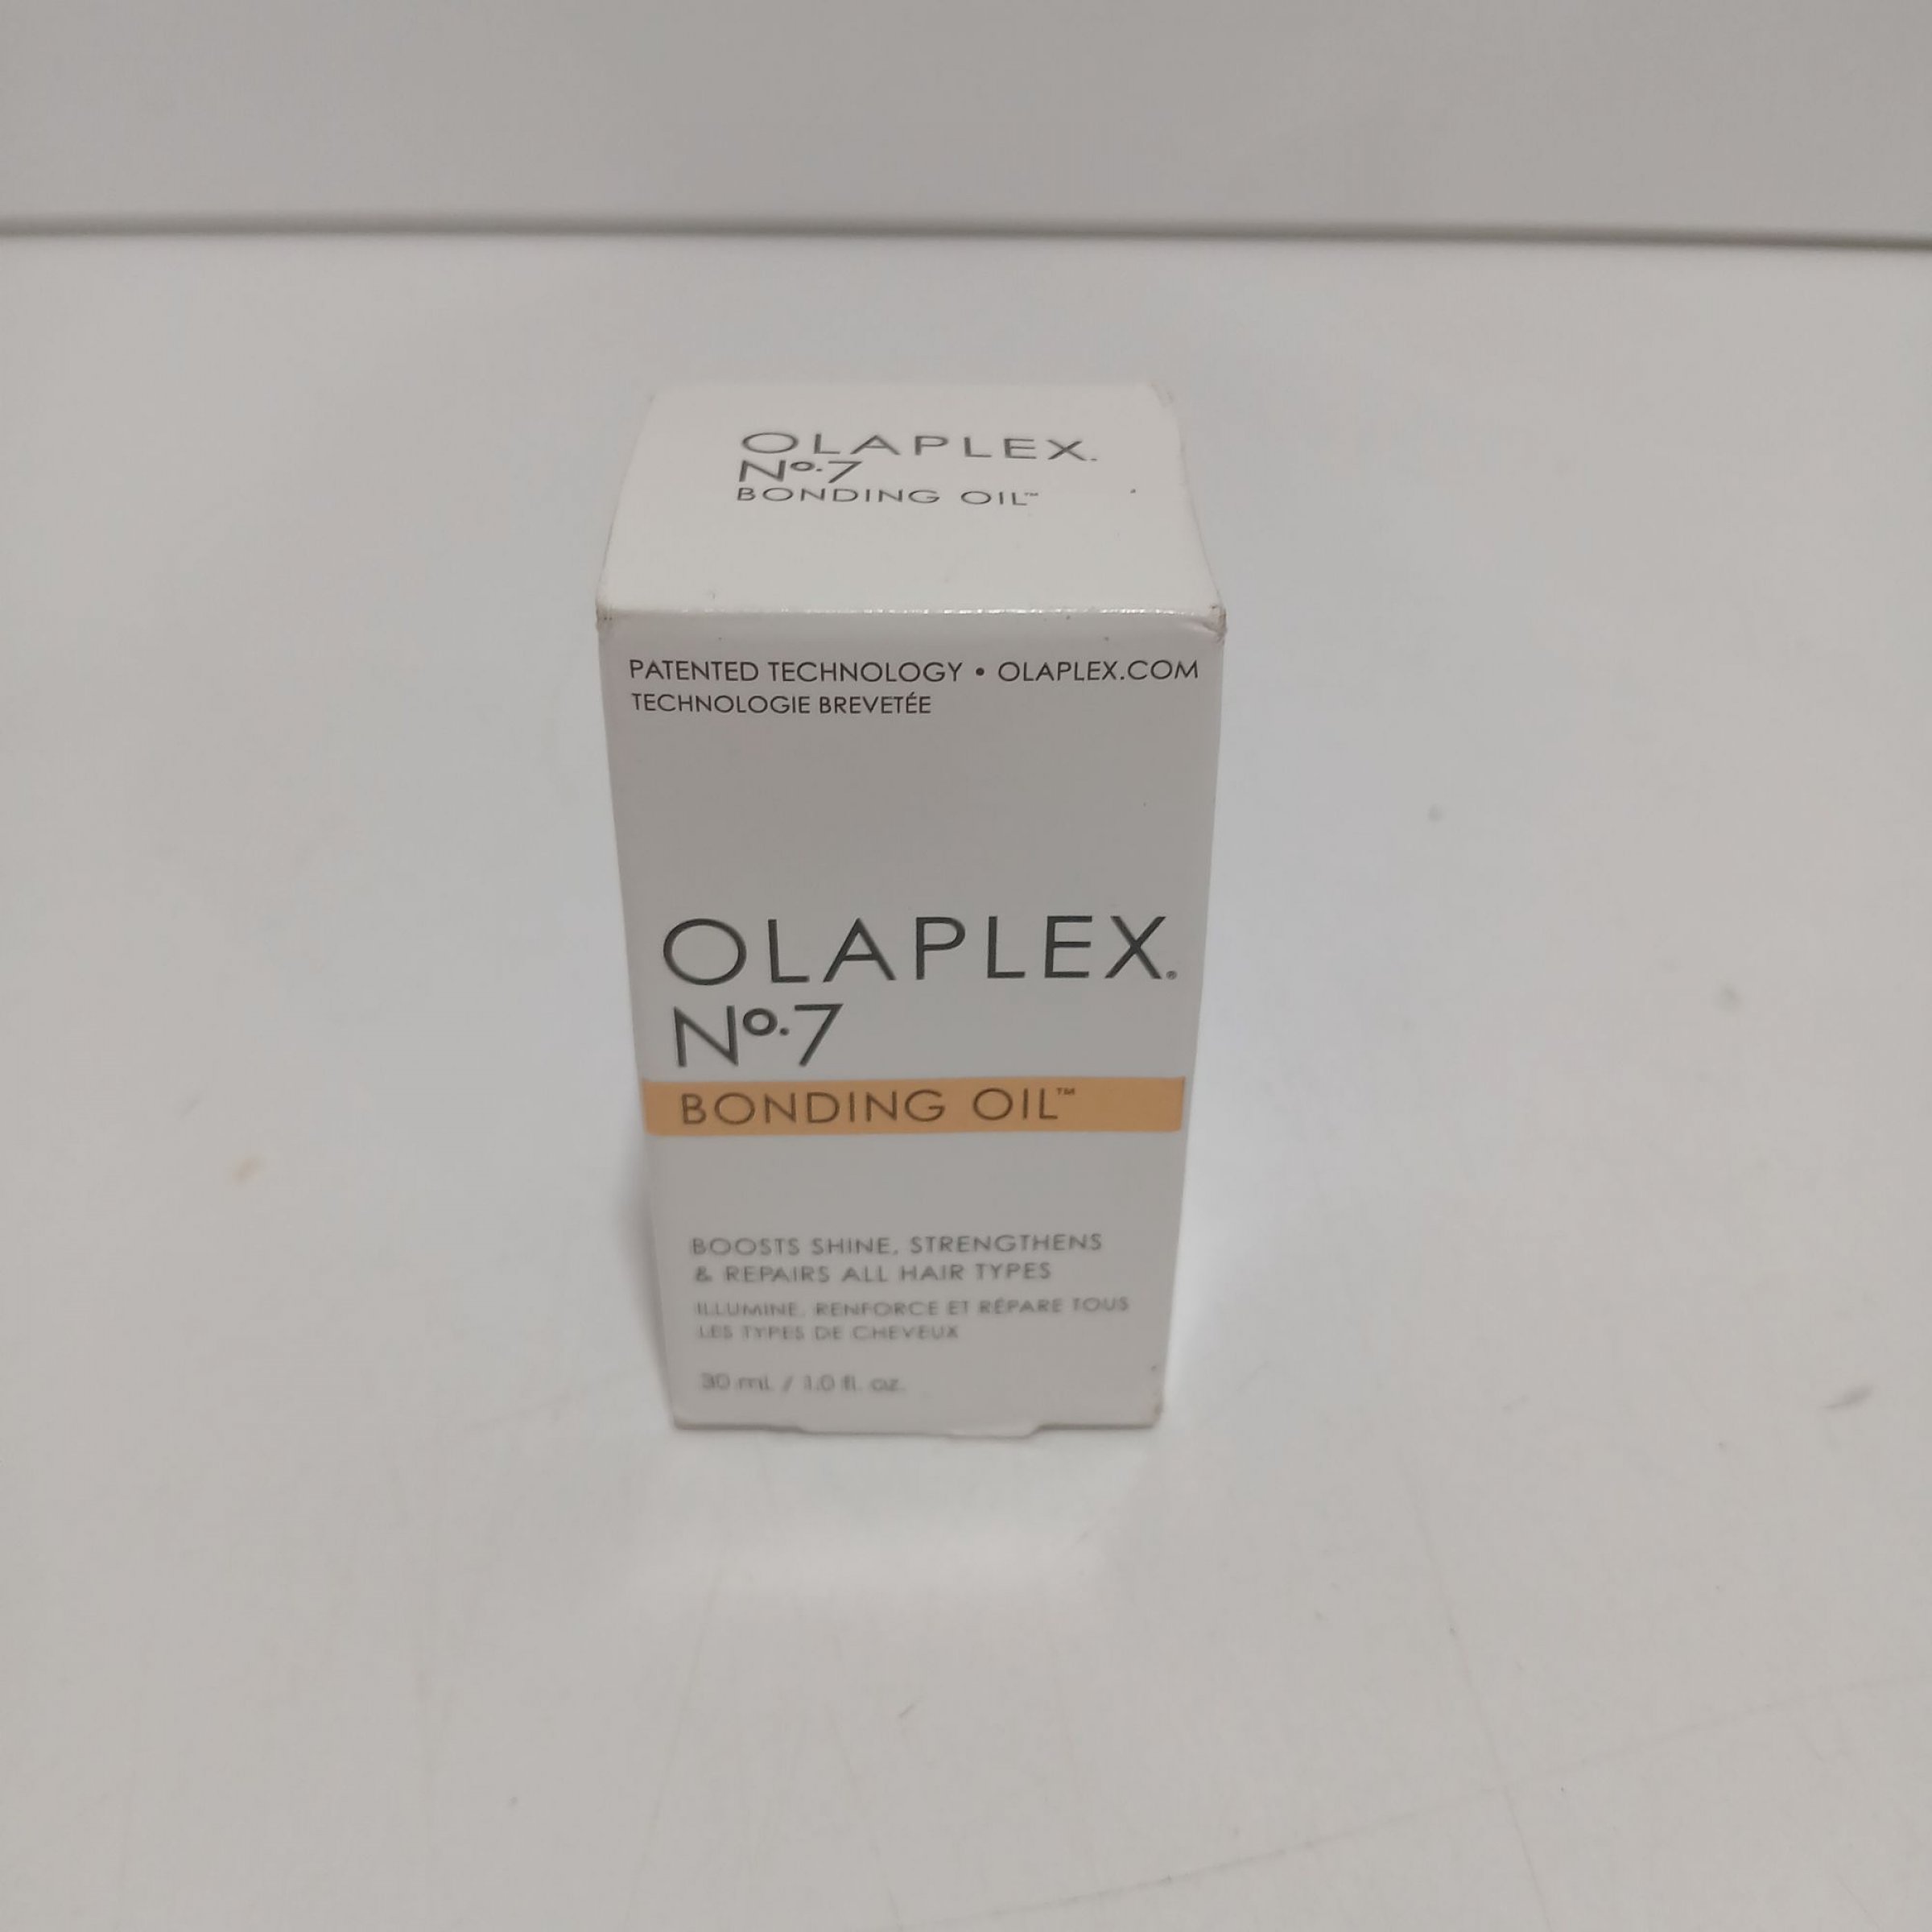 OLAPLEX.
Nº.7
BONDING OIL™
PATENTED TECHNOLOGY • OLAPLEX.COM
TECHNOLOGIE BREVETÉE
OLAPLEX®
Nº.7
BONDING OIL™
BOOSTS SHINE, STRENGTHENS
& REPAIRS ALL HAIR TYPES
ILLUMINE, RENFORCE ET RÉPARE TOUS
LES TYPES DE CHEVEUX
30 mL / 1.0 fl. oz.